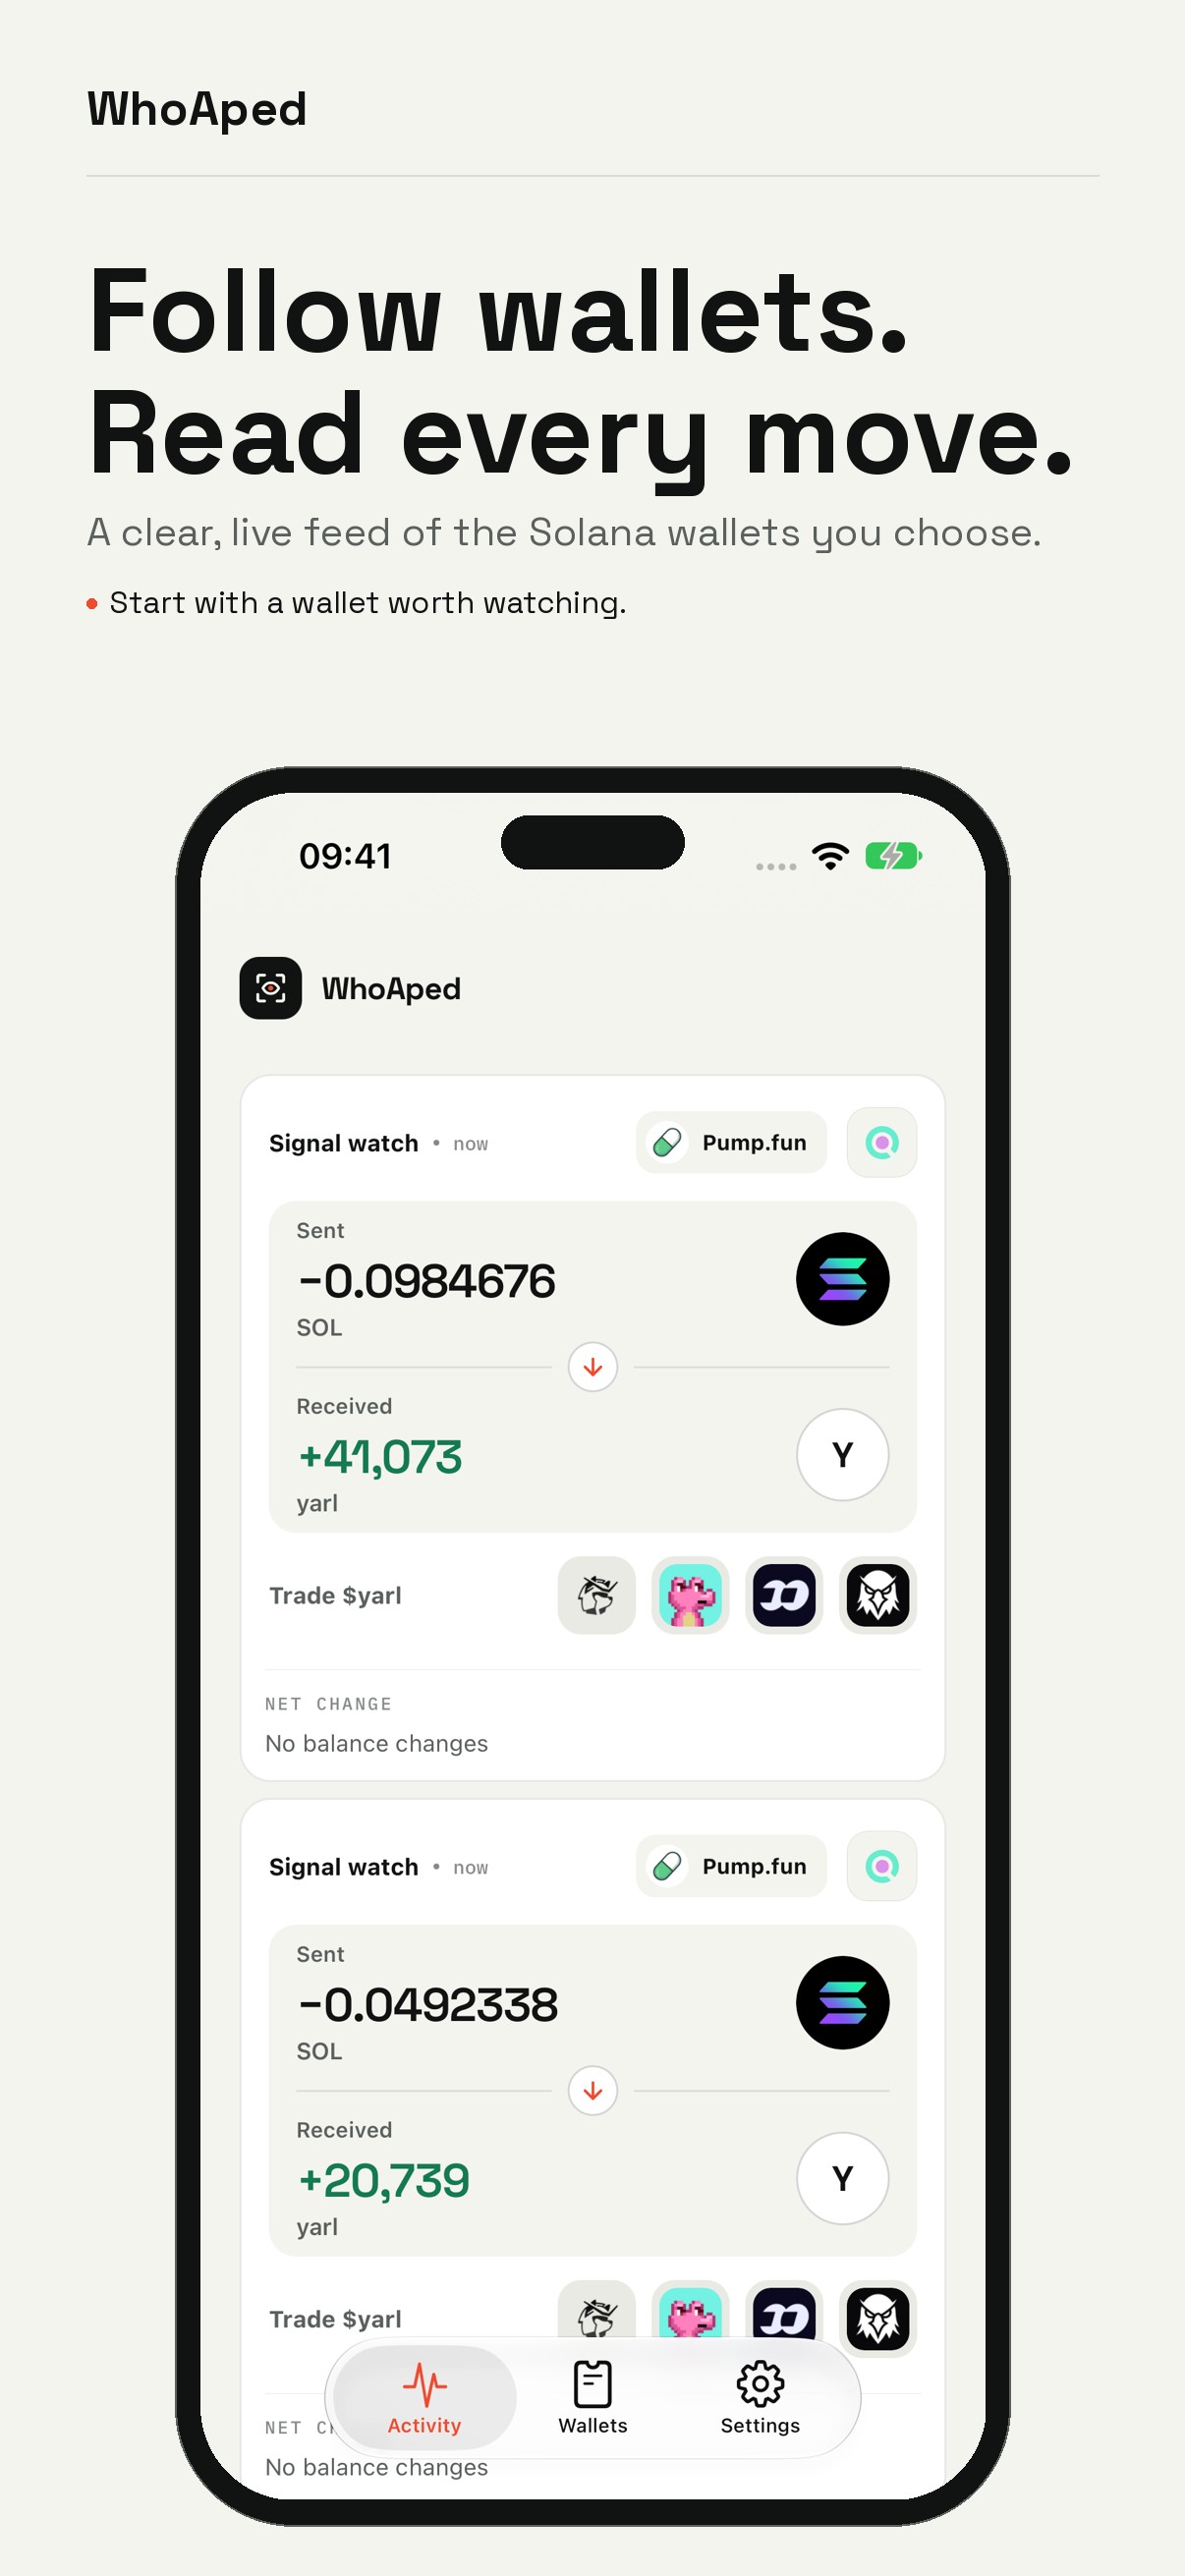 WhoAped
Follow wallets.
Read every move.
A clear, live feed of the Solana wallets you choose.
Start with a wallet worth watching.
09:41
WhoAped
Signal watch • now
Pump.fun
Sent
−0.0984676
SOL
Received
+41,073
yarl
Y
Trade $yarl
NET CHANGE
No balance changes
Signal watch • now
Pump.fun
Sent
−0.0492338
SOL
Received
+20,739
yarl
Y
Trade $yarl
NET
No balance changes
Activity
Wallets
Settings